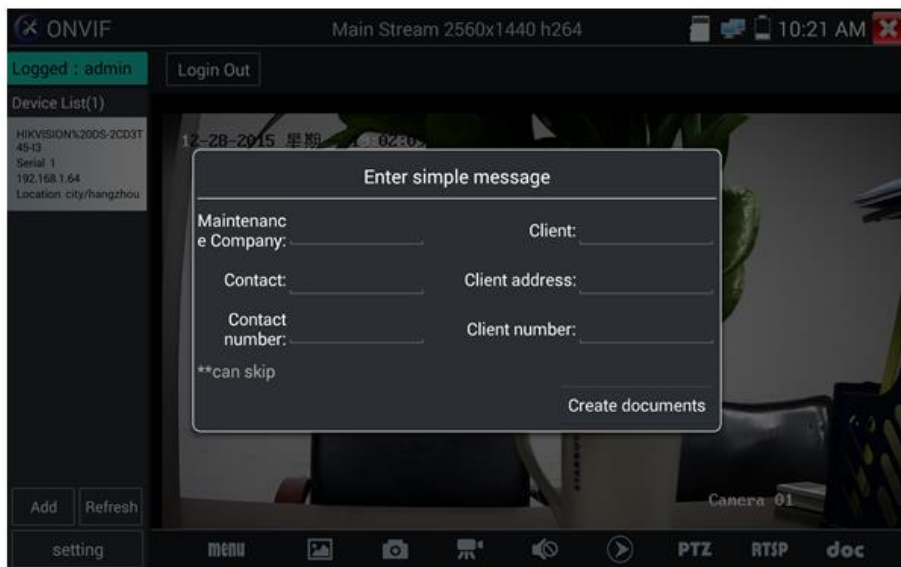 ONVIF
Main Stream 2560x1440 h264
10:21 AM
Logged : admin
Login Out
Device List(1)
HIKVISION%20DS-2CD3T
45-I3
Serial 1
192.168.1.64
Location city/hangzhou
12-28-2015 星期
Enter simple message
Maintenanc
e Company:
Client:
Contact:
Client address:
Contact
number:
Client number:
**can skip
Create documents
Camera 01
Add
Refresh
setting
menu
PTZ
RTSP
doc